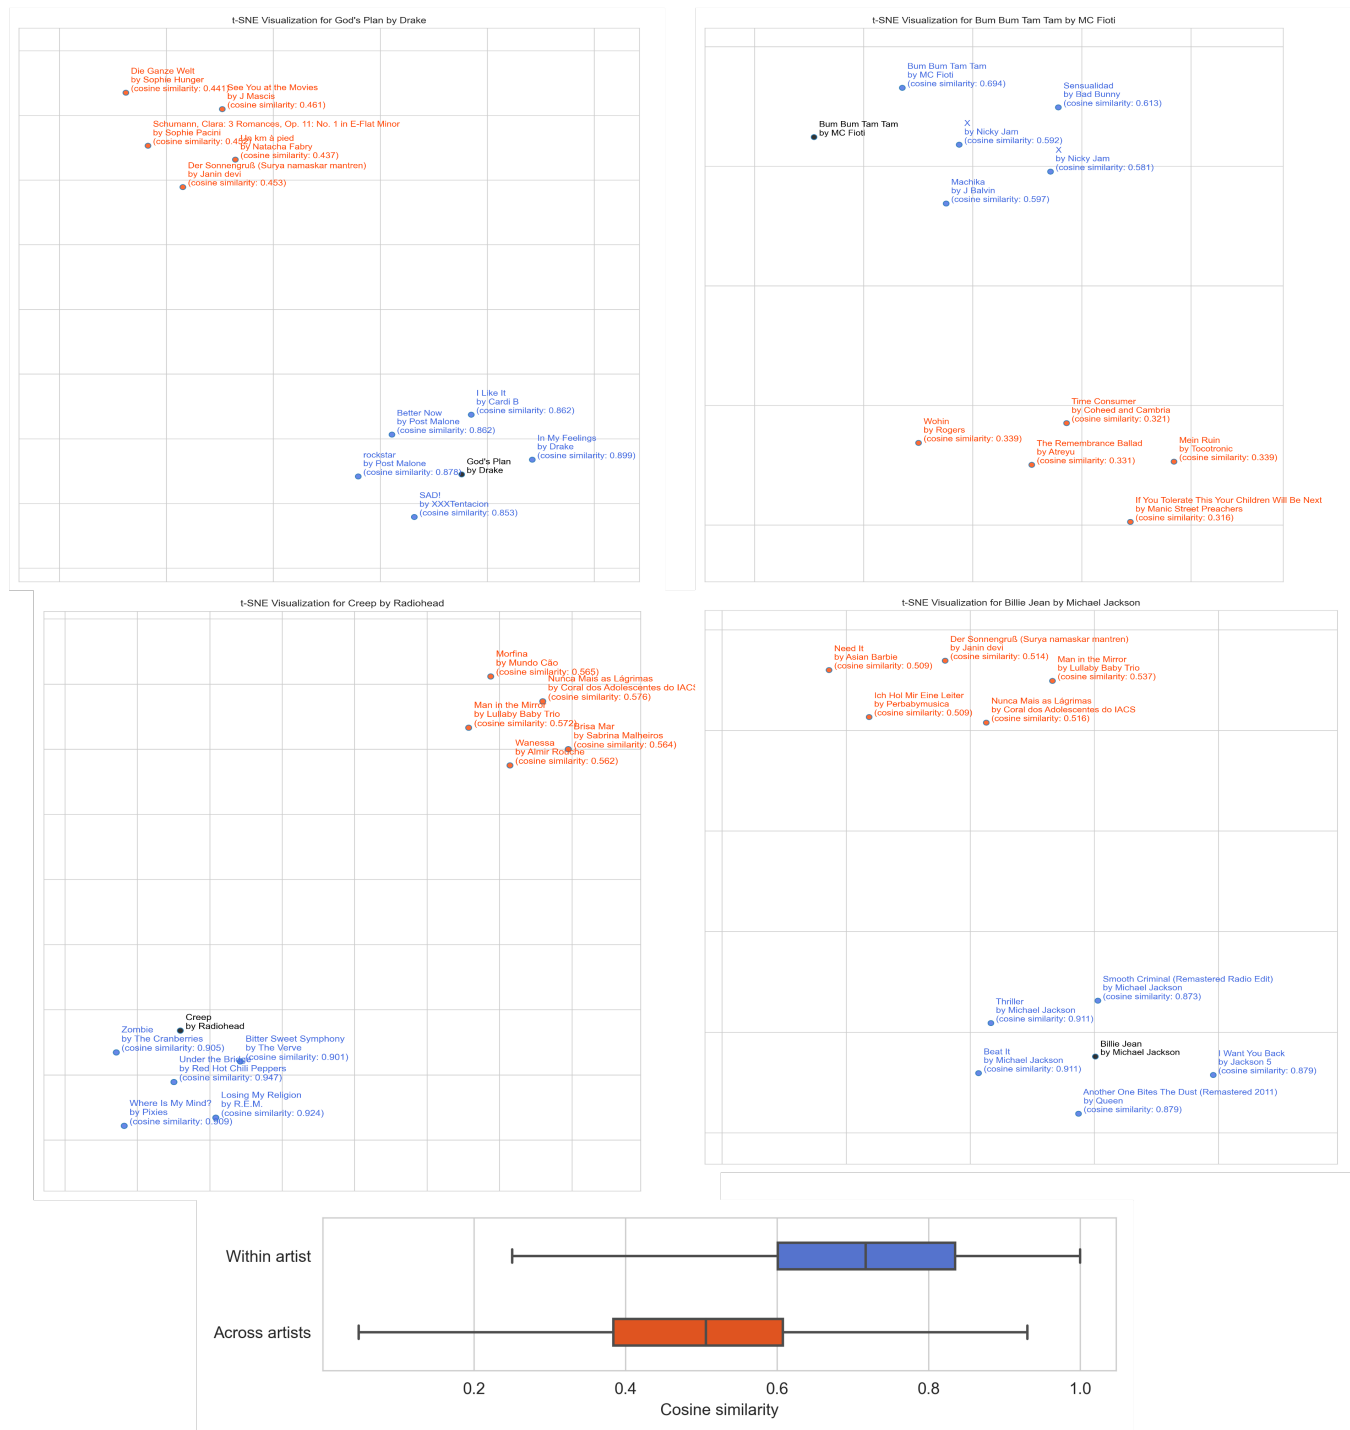 t-SNE Visualization for God's Plan by Drake
Die Ganze Welt
by Sophie Hunger
(cosine similarity: 0.441)
See You at the Movies
by J Mascis
(cosine similarity: 0.461)
Schumann, Clara: 3 Romances, Op. 11: No. 1 in E-Flat Minor
by Sophie Pacini
(cosine similarity: 0.452)
Un km à pied
by Natacha Fabry
(cosine similarity: 0.437)
Der Sonnengruß (Surya namaskar mantren)
by Janin devi
(cosine similarity: 0.453)
I Like It
by Cardi B
(cosine similarity: 0.862)
Better Now
by Post Malone
(cosine similarity: 0.862)
In My Feelings
by Drake
(cosine similarity: 0.899)
rockstar
by Post Malone
(cosine similarity: 0.878)
God's Plan
by Drake
SAD!
by XXXTentacion
(cosine similarity: 0.853)
t-SNE Visualization for Bum Bum Tam Tam by MC Fioti
Bum Bum Tam Tam
by MC Fioti
(cosine similarity: 0.694)
Sensualidad
by Bad Bunny
(cosine similarity: 0.613)
Bum Bum Tam Tam
by MC Fioti
X
by Nicky Jam
(cosine similarity: 0.592)
X
by Nicky Jam
(cosine similarity: 0.581)
Machika
by J Balvin
(cosine similarity: 0.597)
Time Consumer
by Coheed and Cambria
(cosine similarity: 0.321)
Wohin
by Rogers
(cosine similarity: 0.339)
The Remembrance Ballad
by Atreyu
(cosine similarity: 0.331)
Mein Ruin
by Tocotronic
(cosine similarity: 0.339)
If You Tolerate This Your Children Will Be Next
by Manic Street Preachers
(cosine similarity: 0.316)
t-SNE Visualization for Creep by Radiohead
Morfina
by Mundo Cão
(cosine similarity: 0.565)
Nunca Mais as Lágrimas
by Coral dos Adolescentes do IACS
(cosine similarity: 0.576)
Man in the Mirror
by Lullaby Baby Trio
(cosine similarity: 0.572)
Brisa Mar
by Sabrina Malheiros
(cosine similarity: 0.564)
Wanessa
by Almir Rouche
(cosine similarity: 0.562)
Creep
by Radiohead
Zombie
by The Cranberries
(cosine similarity: 0.905)
Bitter Sweet Symphony
by The Verve
(cosine similarity: 0.901)
Under the Bridge
by Red Hot Chili Peppers
(cosine similarity: 0.947)
Losing My Religion
by R.E.M.
(cosine similarity: 0.924)
Where Is My Mind?
by Pixies
(cosine similarity: 0.909)
t-SNE Visualization for Billie Jean by Michael Jackson
Need It
by Asian Barbie
(cosine similarity: 0.509)
Der Sonnengruß (Surya namaskar mantren)
by Janin devi
(cosine similarity: 0.514)
Man in the Mirror
by Lullaby Baby Trio
(cosine similarity: 0.537)
Ich Hol Mir Eine Leiter
by Perbabymusica
(cosine similarity: 0.509)
Nunca Mais as Lágrimas
by Coral dos Adolescentes do IACS
(cosine similarity: 0.516)
Smooth Criminal (Remastered Radio Edit)
by Michael Jackson
(cosine similarity: 0.873)
Thriller
by Michael Jackson
(cosine similarity: 0.911)
Billie Jean
by Michael Jackson
Beat It
by Michael Jackson
(cosine similarity: 0.911)
I Want You Back
by Jackson 5
(cosine similarity: 0.879)
Another One Bites The Dust (Remastered 2011)
by Queen
(cosine similarity: 0.879)
Within artist
Across artists
0.2 0.4 0.6 0.8 1.0
Cosine similarity